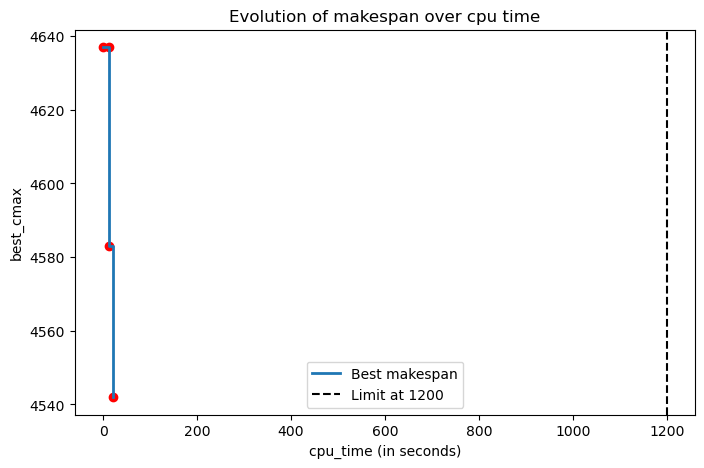 Evolution of makespan over cpu time
4640
4620
4600
4580
4560
4540
best_cmax
0
200
400
600
800
1000
1200
cpu_time (in seconds)
Best makespan
Limit at 1200